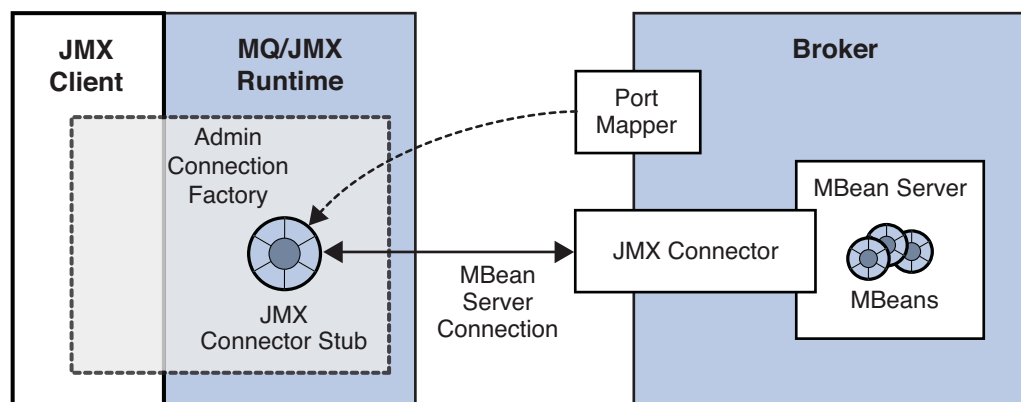 JMX
Client
MQ/JMX
Runtime
Broker
Admin
Connection
Factory
Port
Mapper
MBean Server
JMX Connector
MBeans
MBean
Server
Connection
JMX
Connector Stub